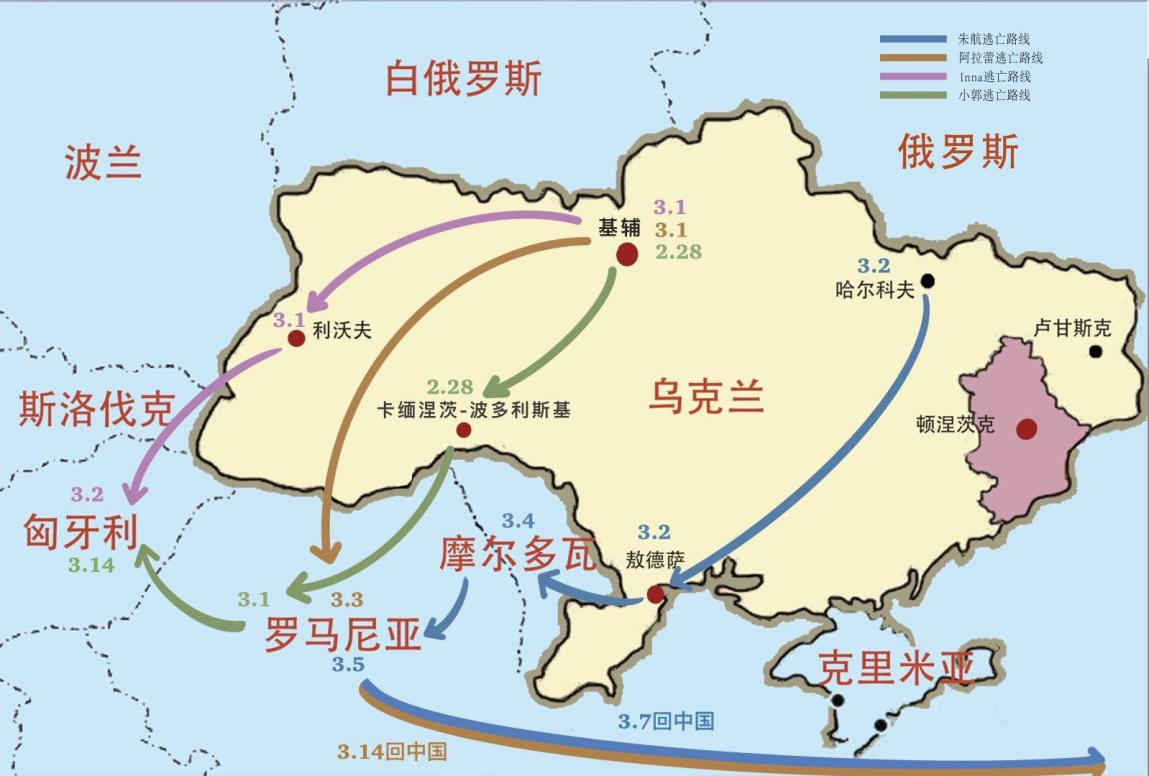 朱航逃亡路线
阿拉蕾逃亡路线
Inna逃亡路线
小郭逃亡路线
白俄罗斯
波兰
俄罗斯
3.1
基辅
3.1
2.28
3.2
哈尔科夫
3.1
利沃夫
卢甘斯克
2.28
卡缅涅茨-波多利斯基
乌克兰
斯洛伐克
顿涅茨克
3.2
匈牙利
3.14
3.4
摩尔多瓦
3.2
敖德萨
3.1
3.3
罗马尼亚
3.5
克里米亚
3.7回中国
3.14回中国